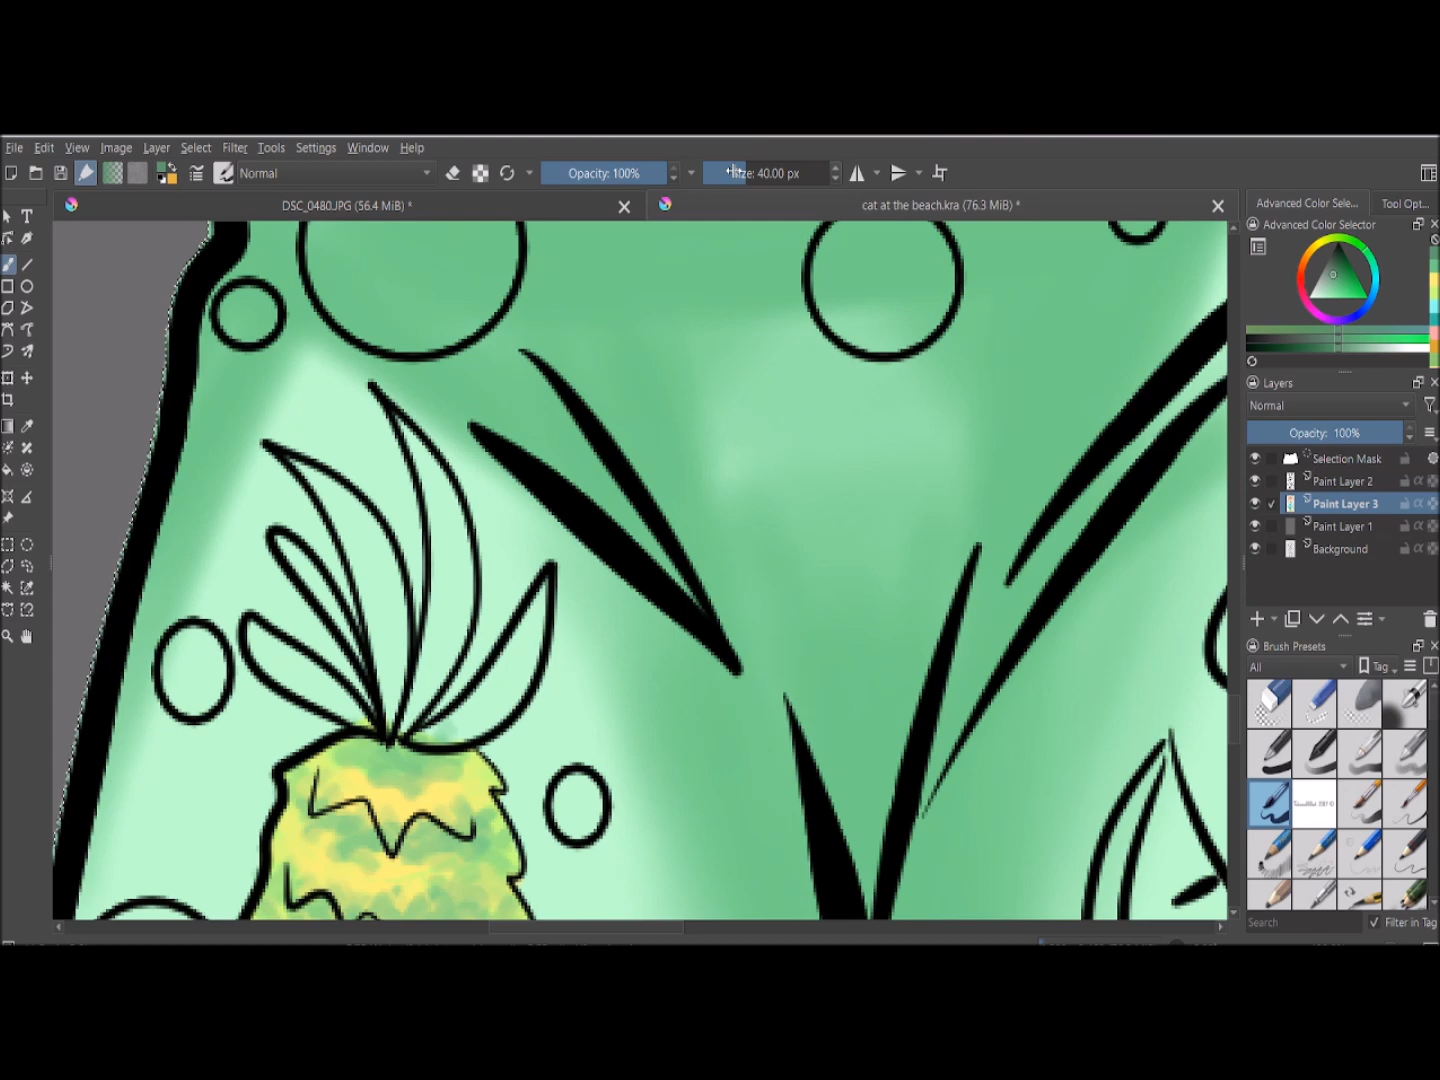 File Edit View Image Layer Select Filter Tools Settings Window Help
Normal Opacity: 100% Size: 40.00 px
DSC_0480.JPG (56.4 MiB) * cat at the beach.kra (76.3 MiB) *
Advanced Color Sele... Tool Opt...
Advanced Color Selector
Layers
Normal
Opacity: 100%
Selection Mask
Paint Layer 2
Paint Layer 3
Paint Layer 1
Background
Brush Presets
All Tag
Search Filter in Tag